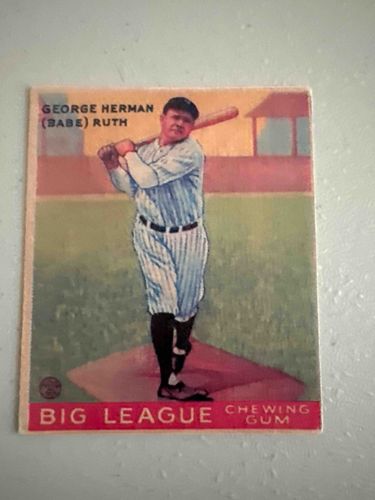 GEORGE HERMAN
(BABE) RUTH
BIG LEAGUE CHEWING
GUM